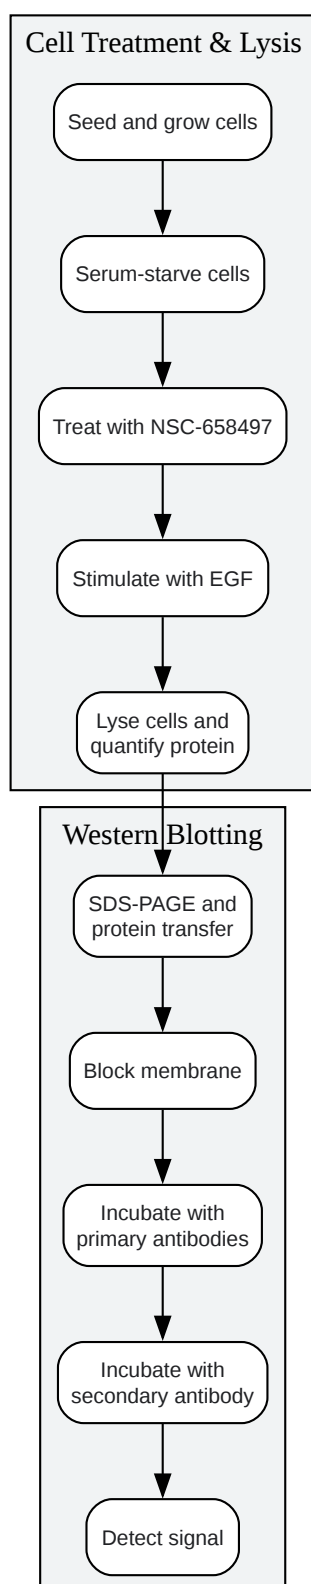 Cell Treatment & Lysis
Seed and grow cells
Serum-starve cells
Treat with NSC-658497
Stimulate with EGF
Lyse cells and
quantify protein
Western Blotting
SDS-PAGE and
protein transfer
Block membrane
Incubate with
primary antibodies
Incubate with
secondary antibody
Detect signal